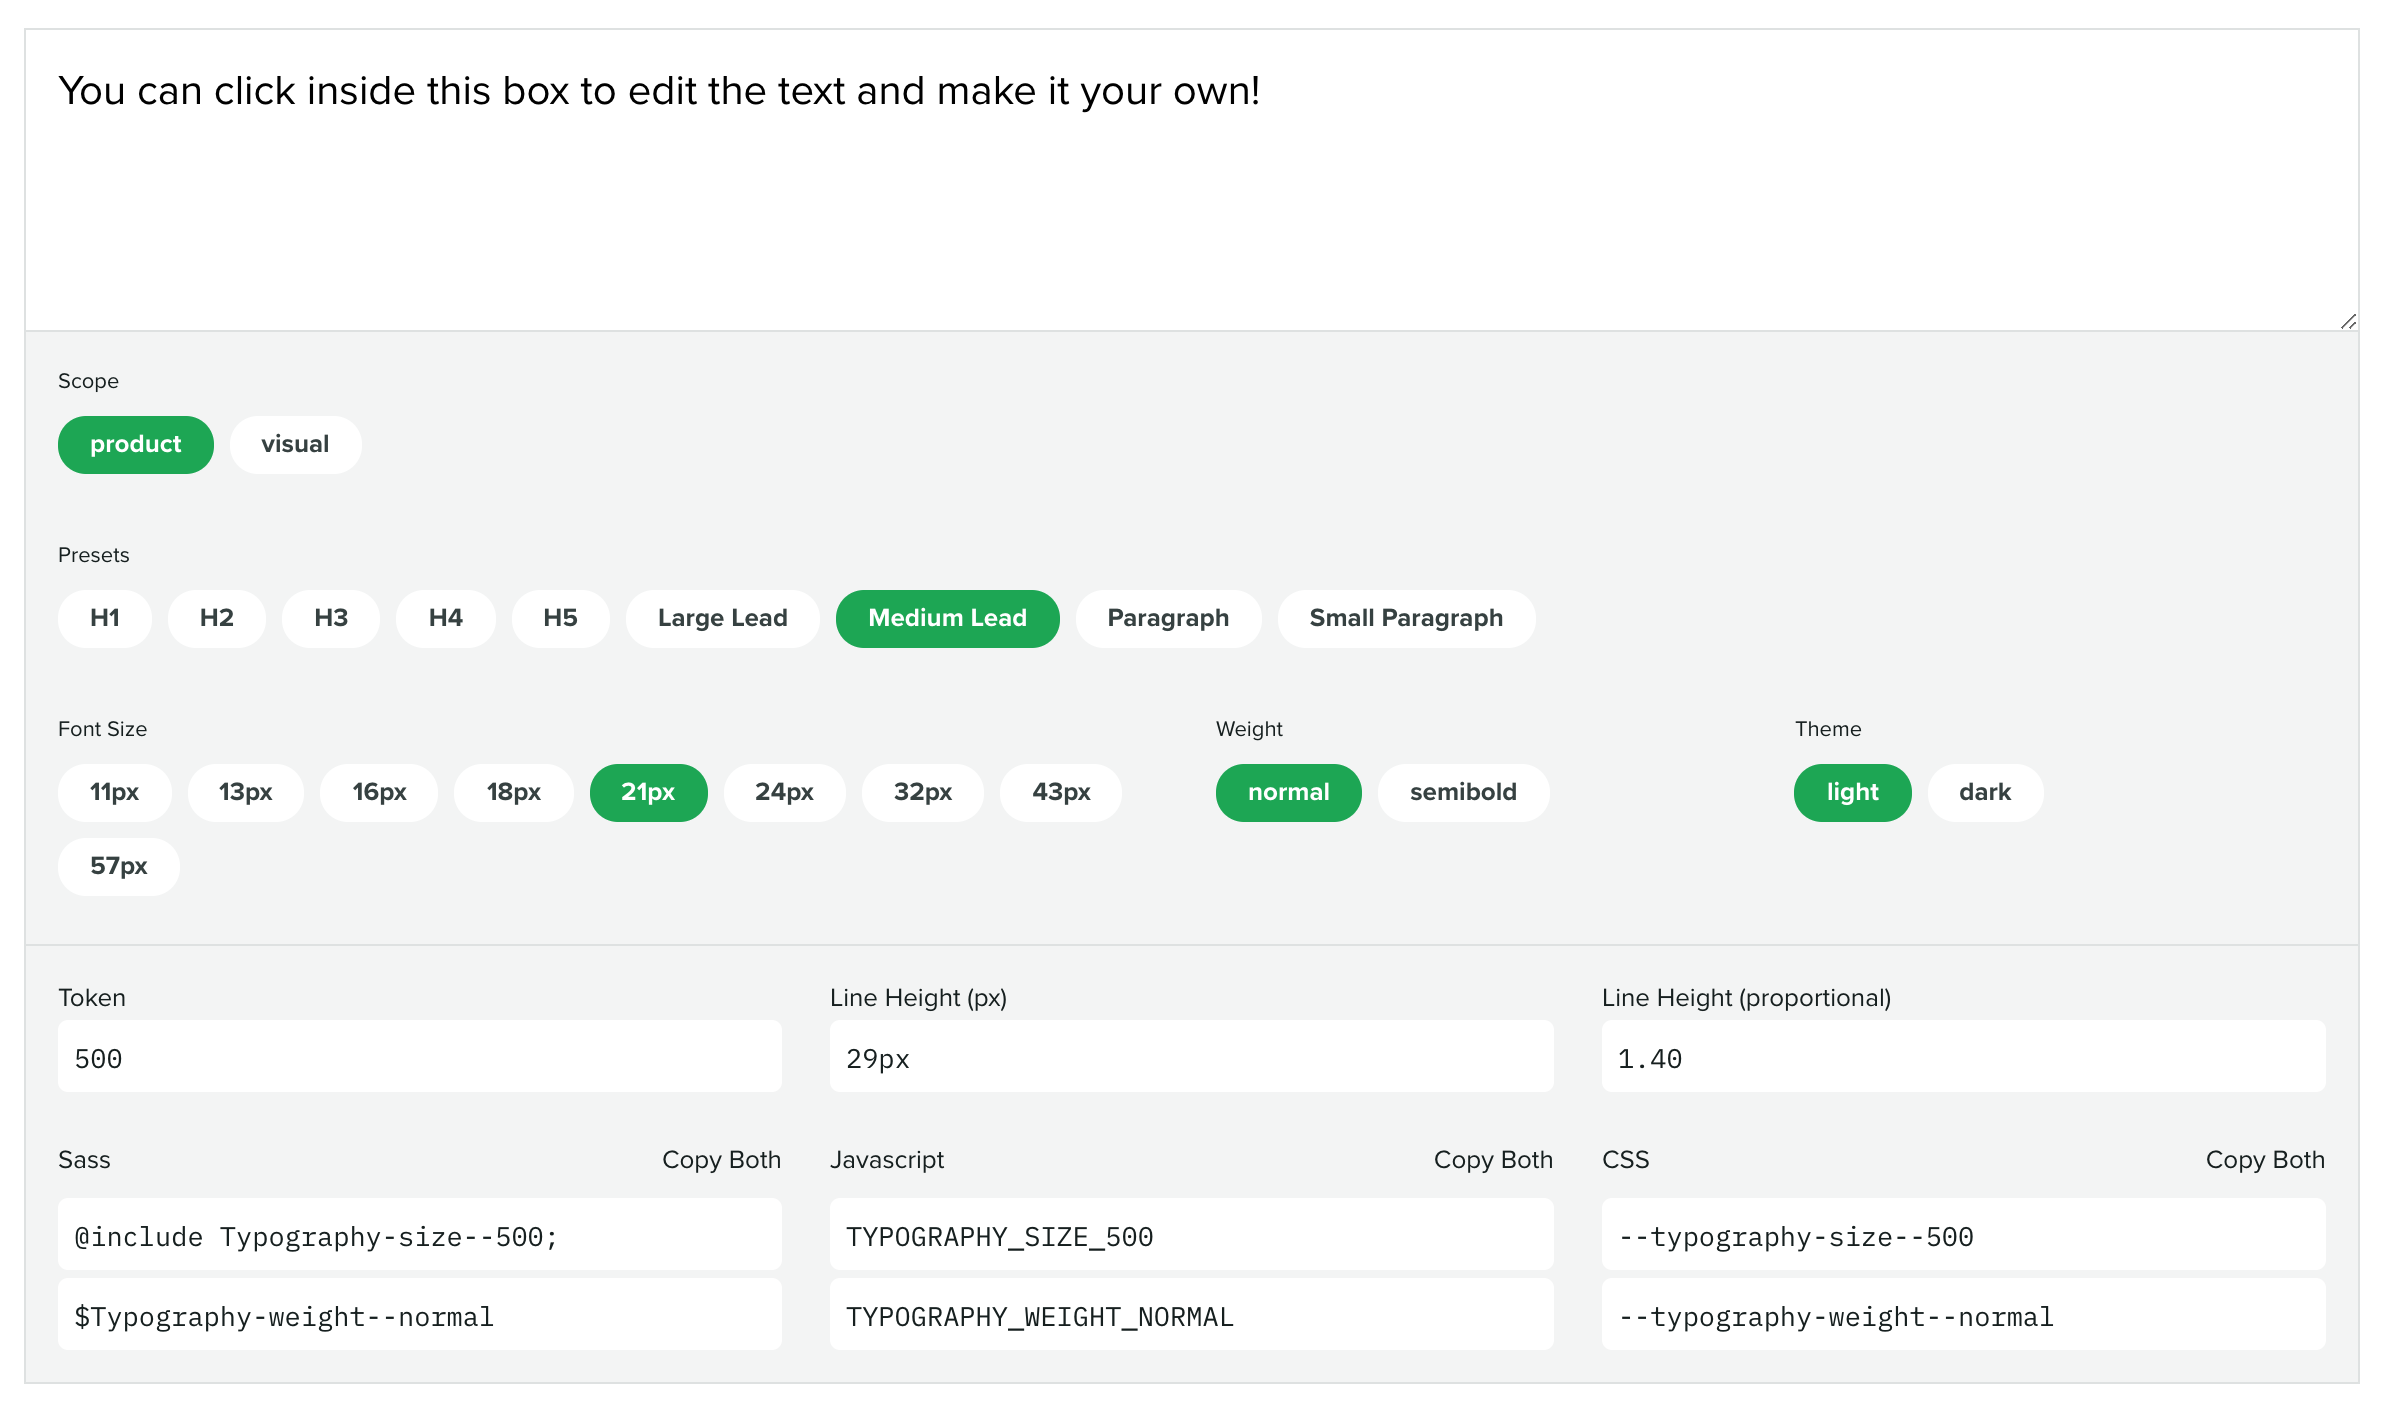 You can click inside this box to edit the text and make it your own!
Scope
product visual
Presets
H1 H2 H3 H4 H5 Large Lead Medium Lead Paragraph Small Paragraph
Font Size Weight Theme
11px 13px 16px 18px 21px 24px 32px 43px normal semibold light dark
57px
Token Line Height (px) Line Height (proportional)
500 29px 1.40
Sass Copy Both Javascript Copy Both CSS Copy Both
@include Typography-size--500; TYPOGRAPHY_SIZE_500 --typography-size--500
$Typography-weight--normal TYPOGRAPHY_WEIGHT_NORMAL --typography-weight--normal